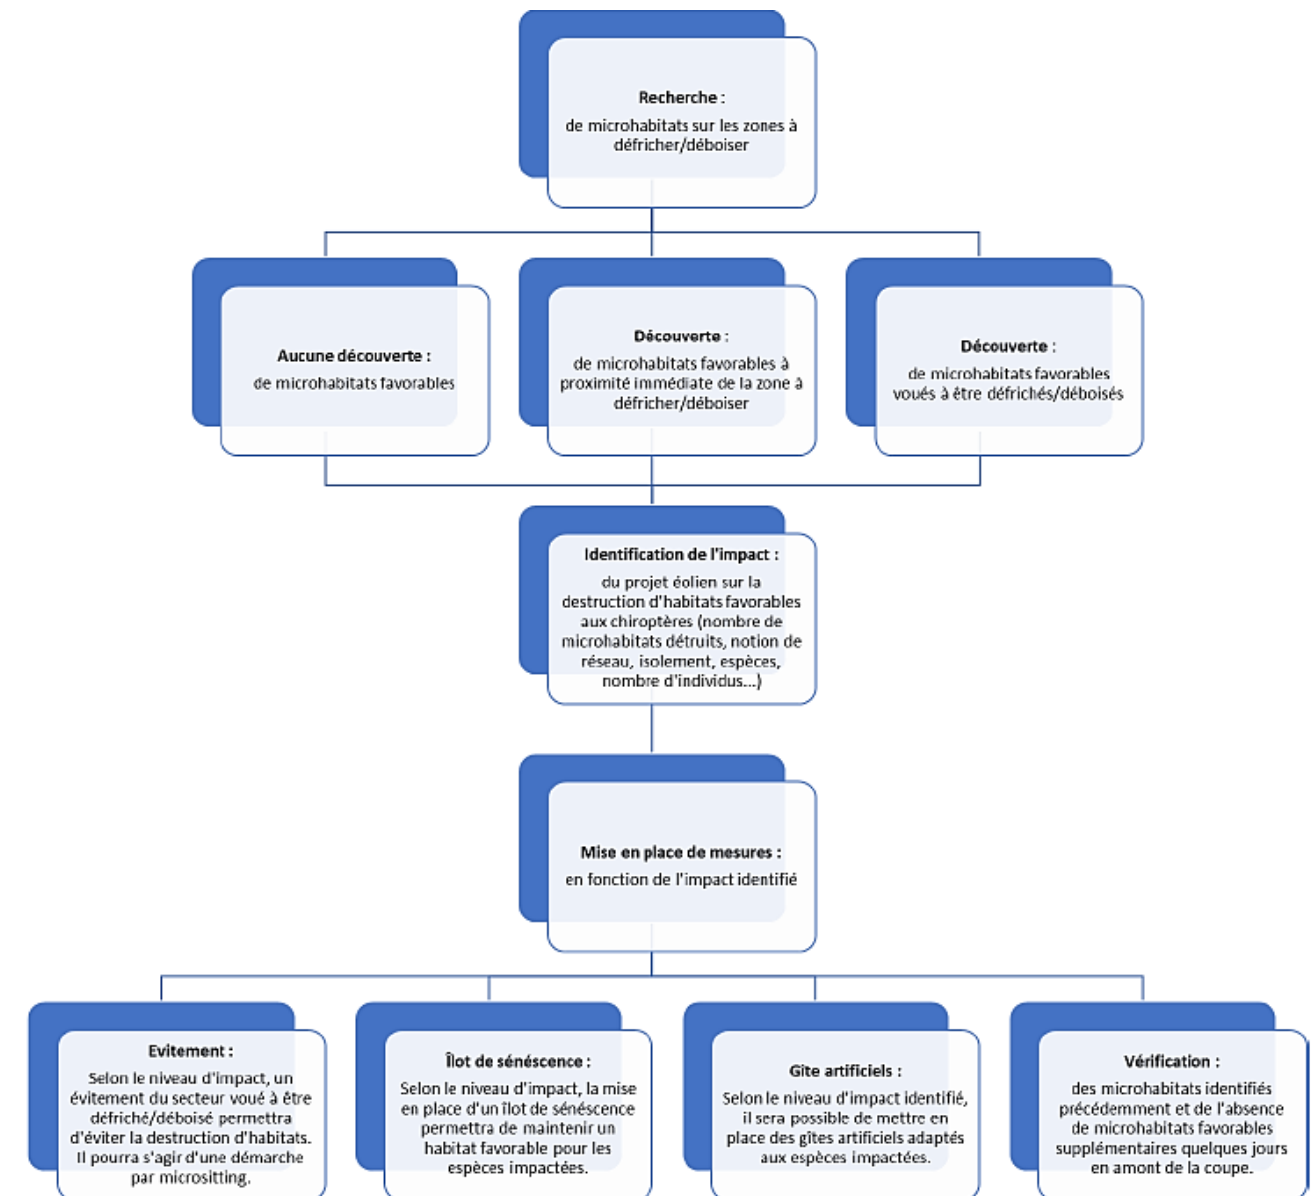 Recherche :
de microhabitats sur les zones à
défricher/déboiser
Aucune découverte :
de microhabitats favorables
Découverte :
de microhabitats favorables à
proximité immédiate de la zone à
défricher/déboiser
Découverte :
de microhabitats favorables
voués à être défrichés/déboisés
Identification de l'impact :
du projet éolien sur la
destruction d'habitats favorables
aux chiroptères (nombre de
microhabitats détruits, notion de
réseau, isolement, espèces,
nombre d'individus...)
Mise en place de mesures :
en fonction de l'impact identifié
Evitement :
Selon le niveau d'impact, un
évitement du secteur voué à être
défriché/déboisé permettra
d'éviter la destruction d'habitats.
Il pourra s'agir d'une démarche
par micrositting.
Îlot de sénéscence :
Selon le niveau d'impact, la mise
en place d'un îlot de sénéscence
permettra de maintenir un
habitat favorable pour les
espèces impactées.
Gîte artificiels :
Selon le niveau d'impact identifié,
il sera possible de mettre en
place des gîtes artificiels adaptés
aux espèces impactées.
Vérification :
des microhabitats identifiés
précédemment et de l'absence
de microhabitats favorables
supplémentaires quelques jours
en amont de la coupe.